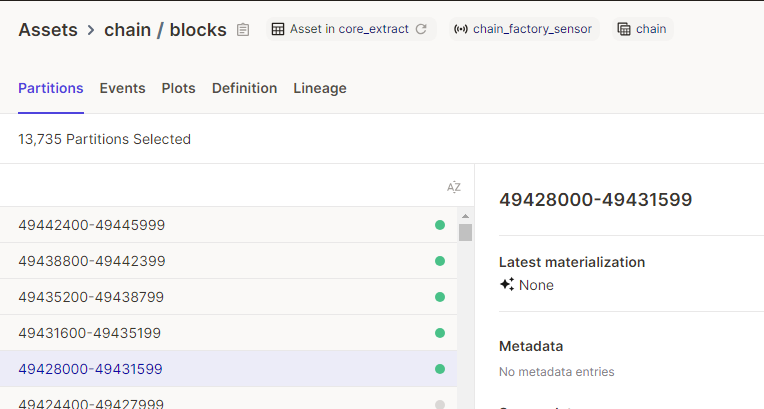 Assets > chain / blocks Asset in core_extract chain_factory_sensor chain
Partitions Events Plots Definition Lineage
13,735 Partitions Selected
AZ
49442400-49445999
49438800-49442399
49435200-49438799
49431600-49435199
49428000-49431599
49424400-49427999
49428000-49431599
Latest materialization
None
Metadata
No metadata entries